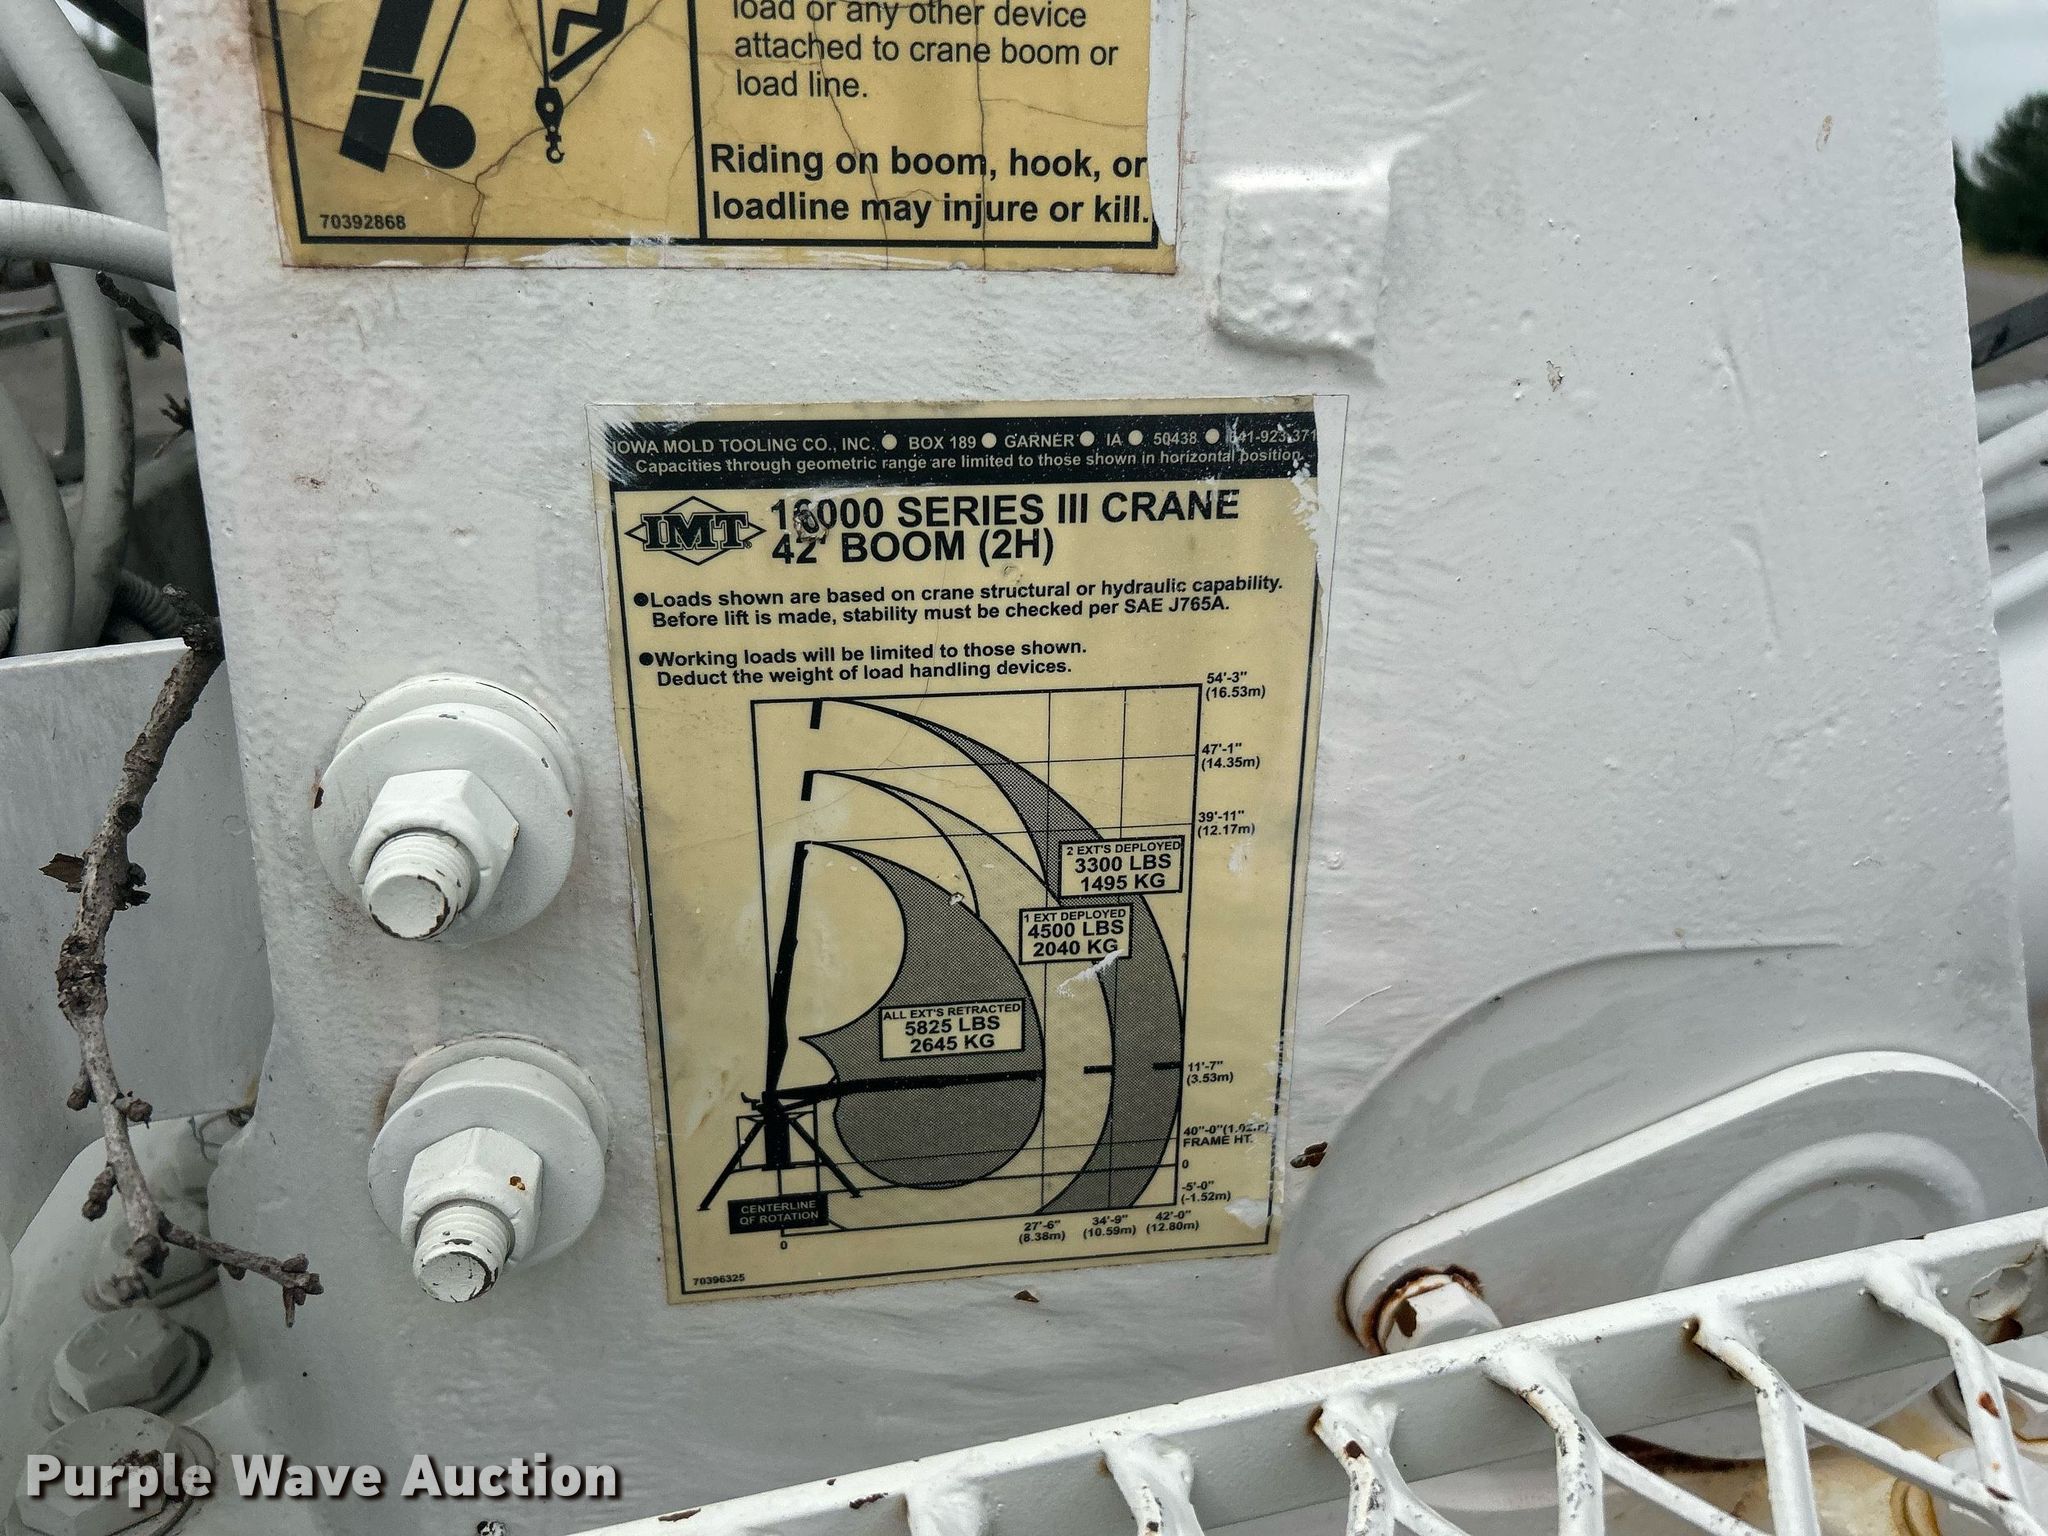 load or any other device
attached to crane boom or
load line.
Riding on boom, hook, or
loadline may injure or kill.
70392868
IOWA MOLD TOOLING CO., INC. ● BOX 189 ● GARNER ● IA ● 50438 ● 641-923-371
Capacities through geometric range are limited to those shown in horizontal position.
IMT
16000 SERIES III CRANE
42' BOOM (2H)
●Loads shown are based on crane structural or hydraulic capability.
Before lift is made, stability must be checked per SAE J765A.
●Working loads will be limited to those shown.
Deduct the weight of load handling devices.
54'-3"
(16.53m)
47'-1"
(14.35m)
39'-11"
(12.17m)
2 EXT'S DEPLOYED
3300 LBS
1495 KG
1 EXT DEPLOYED
4500 LBS
2040 KG
ALL EXT'S RETRACTED
5825 LBS
2645 KG
11'-7"
(3.53m)
40"-0"
FRAME HT.
0
-5'-0"
(-1.52m)
CENTERLINE
OF ROTATION
0
27'-6"
(8.38m)
34'-9"
(10.59m)
42'-0"
(12.80m)
70396325
Purple Wave Auction